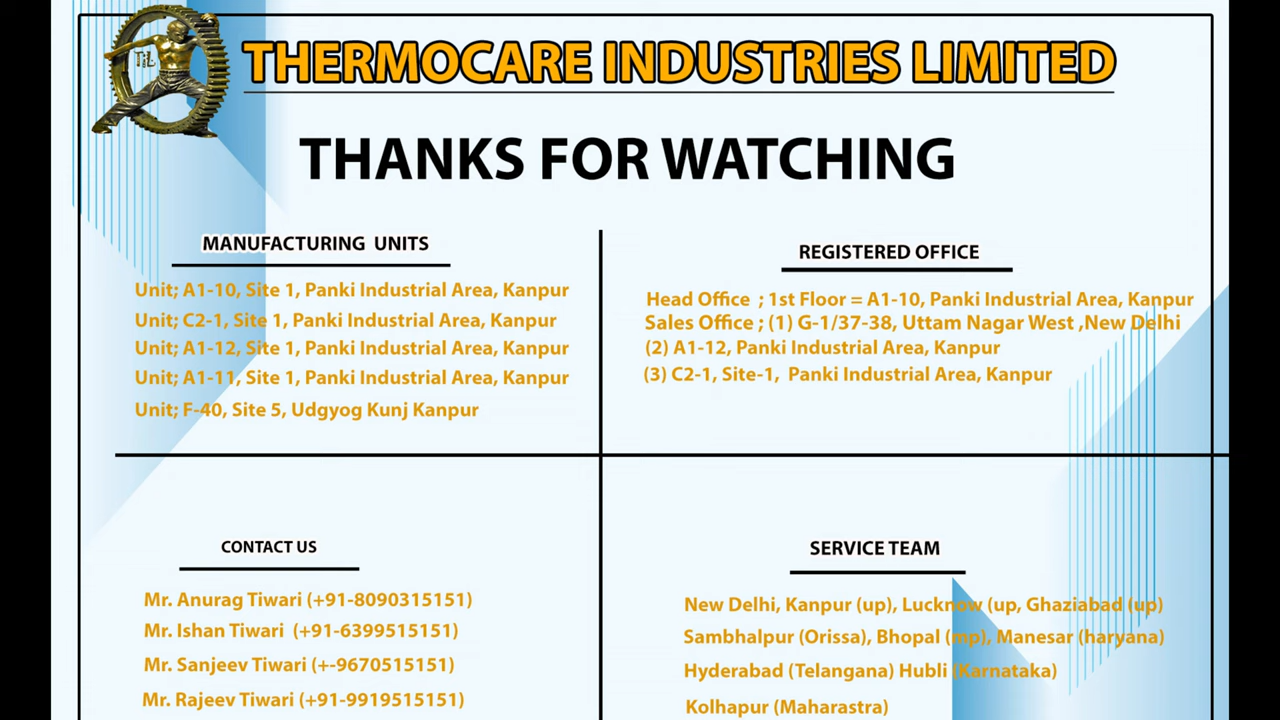 TiL
THERMOCARE INDUSTRIES LIMITED
THANKS FOR WATCHING
MANUFACTURING UNITS
Unit; A1-10, Site 1, Panki Industrial Area, Kanpur
Unit; C2-1, Site 1, Panki Industrial Area, Kanpur
Unit; A1-12, Site 1, Panki Industrial Area, Kanpur
Unit; A1-11, Site 1, Panki Industrial Area, Kanpur
Unit; F-40, Site 5, Udgyog Kunj Kanpur
REGISTERED OFFICE
Head Office ; 1st Floor = A1-10, Panki Industrial Area, Kanpur
Sales Office ; (1) G-1/37-38, Uttam Nagar West ,New Delhi
(2) A1-12, Panki Industrial Area, Kanpur
(3) C2-1, Site-1, Panki Industrial Area, Kanpur
CONTACT US
Mr. Anurag Tiwari (+91-8090315151)
Mr. Ishan Tiwari (+91-6399515151)
Mr. Sanjeev Tiwari (+-9670515151)
Mr. Rajeev Tiwari (+91-9919515151)
SERVICE TEAM
New Delhi, Kanpur (up), Lucknow (up, Ghaziabad (up)
Sambhalpur (Orissa), Bhopal (mp), Manesar (haryana)
Hyderabad (Telangana) Hubli (Karnataka)
Kolhapur (Maharastra)